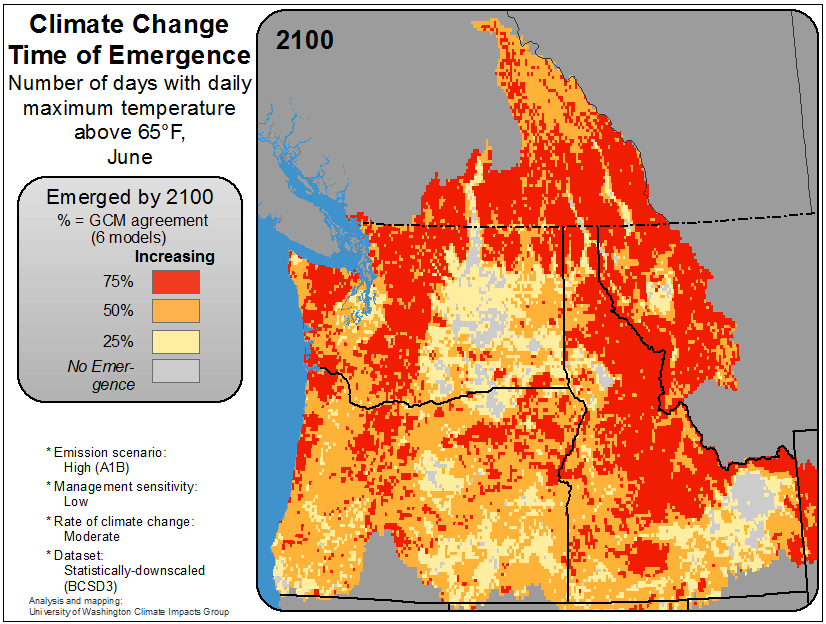 Climate Change
Time of Emergence
Number of days with daily
maximum temperature
above 65°F,
June
2100
Emerged by 2100
% = GCM agreement
(6 models)
Increasing
75%
50%
25%
No Emer-
gence
* Emission scenario:
High (A1B)
* Management sensitivity:
Low
* Rate of climate change:
Moderate
* Dataset:
Statistically-downscaled
(BCSD3)
Analysis and mapping:
University of Washington Climate Impacts Group